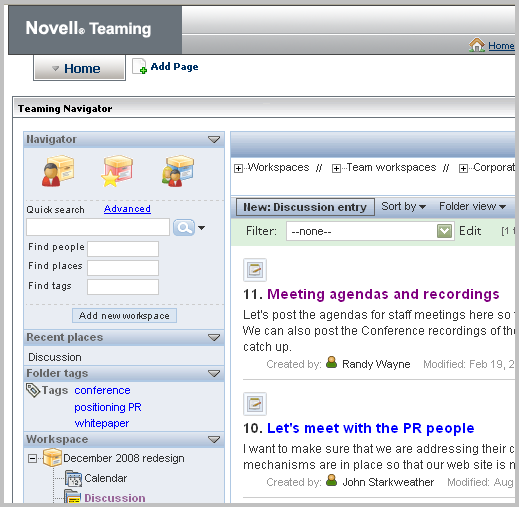 Novell® Teaming
Home
Home
Add Page
Teaming Navigator
Navigator
Workspaces // Team workspaces //
Quick search Advanced
New: Discussion entry Sort by Folder view
Filter: --none-- Edit
Find people
Find places
Find tags
11. Meeting agendas and recordings
Let's post the agendas for staff meetings here so
We can also post the Conference recordings of
catch up.
Created by: Randy Wayne Modified: Feb 19,
Add new workspace
Recent places
Discussion
Folder tags
Tags conference
positioning PR
whitepaper
10. Let's meet with the PR people
I want to make sure that we are addressing their
mechanisms are in place so that our web site is
Created by: John Starkweather Modified: Aug
Workspace
December 2008 redesign
Calendar
Discussion